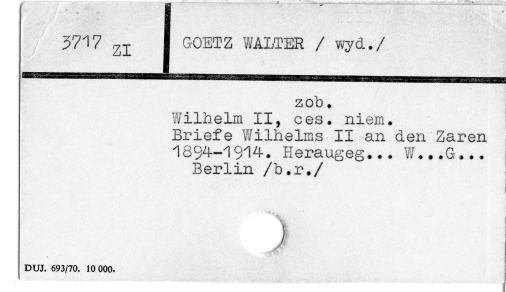 3717 ZI
GOETZ WALTER / wyd./
zob.
Wilhelm II, ces. niem.
Briefe Wilhelms II an den Zaren
1894-1914. Heraugeg... W...G...
Berlin /b.r./
DUJ. 693/70. 10 000.